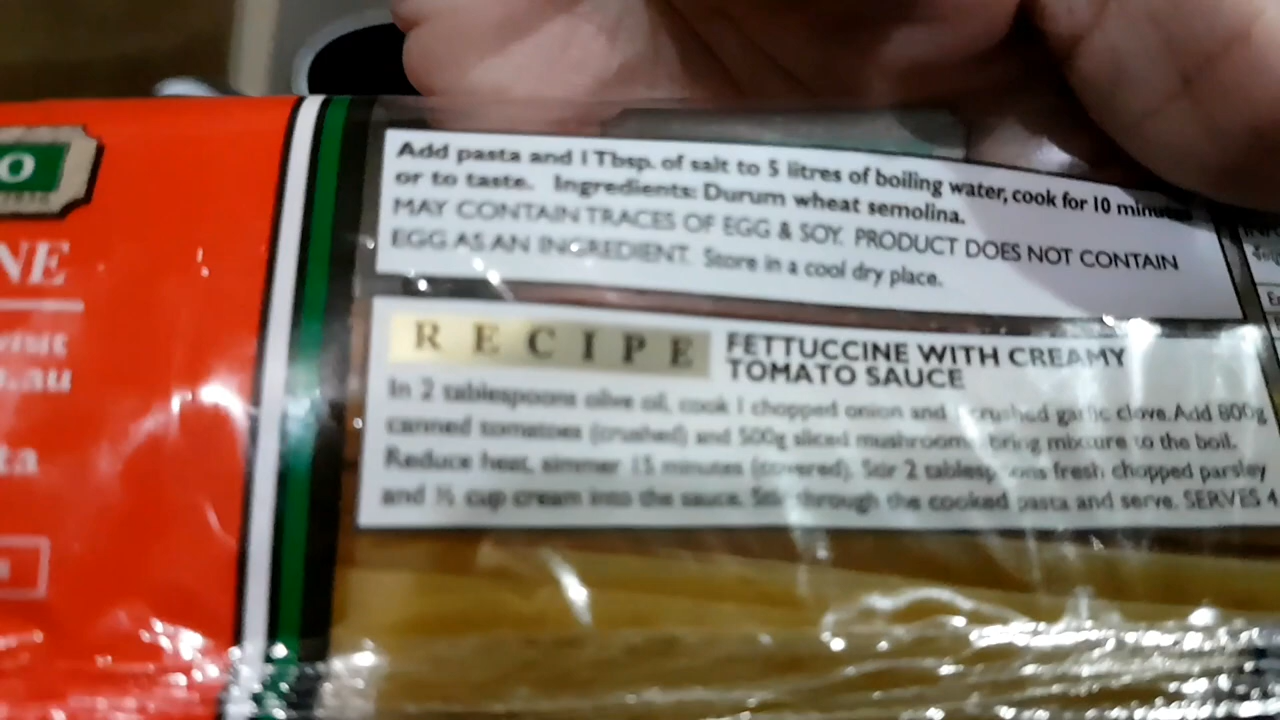 O
NE
visit
.au
ta
Add pasta and 1 Tbsp. of salt to 5 litres of boiling water, cook for 10 minutes
or to taste. Ingredients: Durum wheat semolina.
MAY CONTAIN TRACES OF EGG & SOY. PRODUCT DOES NOT CONTAIN
EGG AS AN INGREDIENT. Store in a cool dry place.
RECIPE FETTUCCINE WITH CREAMY
TOMATO SAUCE
In 2 tablespoons olive oil, cook 1 chopped onion and crushed garlic clove. Add 800g
canned tomatoes (crushed) and 500g sliced mushrooms, bring mixture to the boil.
Reduce heat, simmer 15 minutes (covered). Stir 2 tablespoons fresh chopped parsley
and ½ cup cream into the sauce. Stir through the cooked pasta and serve. SERVES 4